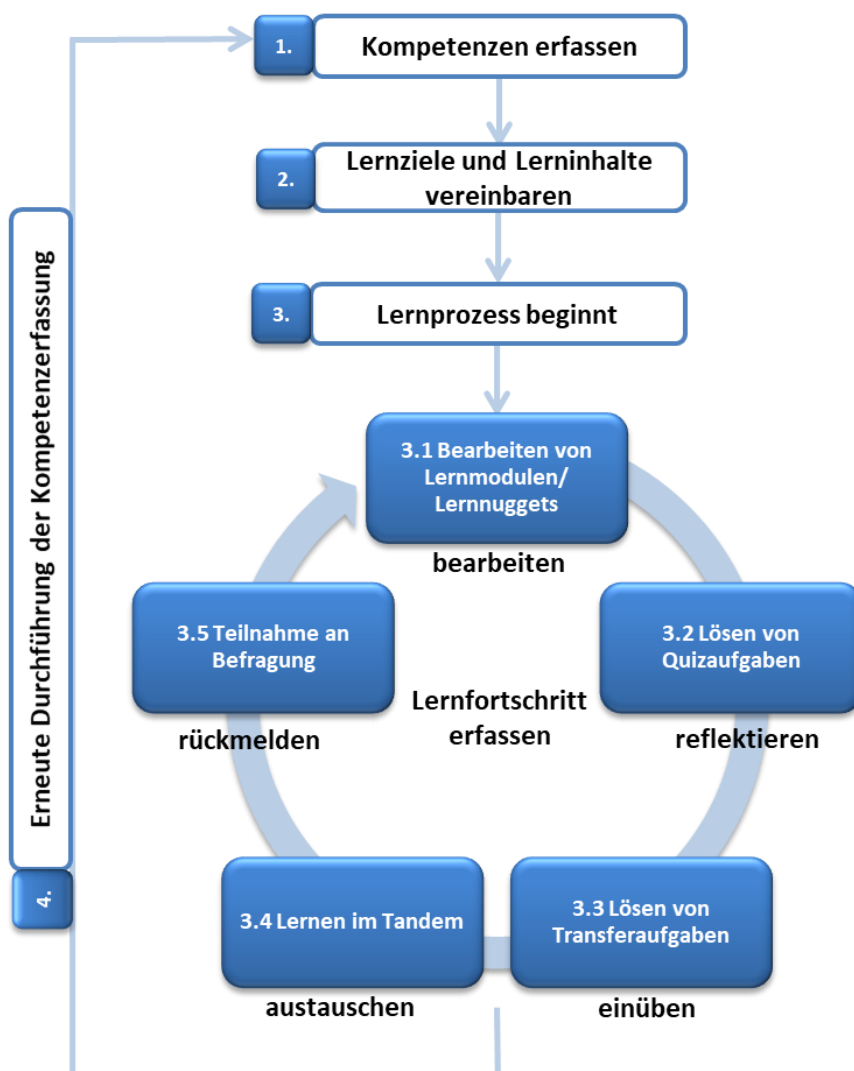 1.
Kompetenzen erfassen
2.
Lernziele und Lerninhalte
vereinbaren
3.
Lernprozess beginnt
3.1 Bearbeiten von
Lernmodulen/
Lernnuggets
bearbeiten
3.2 Lösen von
Quizaufgaben
reflektieren
3.3 Lösen von
Transferaufgaben
einüben
3.4 Lernen im Tandem
austauschen
3.5 Teilnahme an
Befragung
rückmelden
Lernfortschritt
erfassen
4.
Erneute Durchführung der Kompetenzerfassung